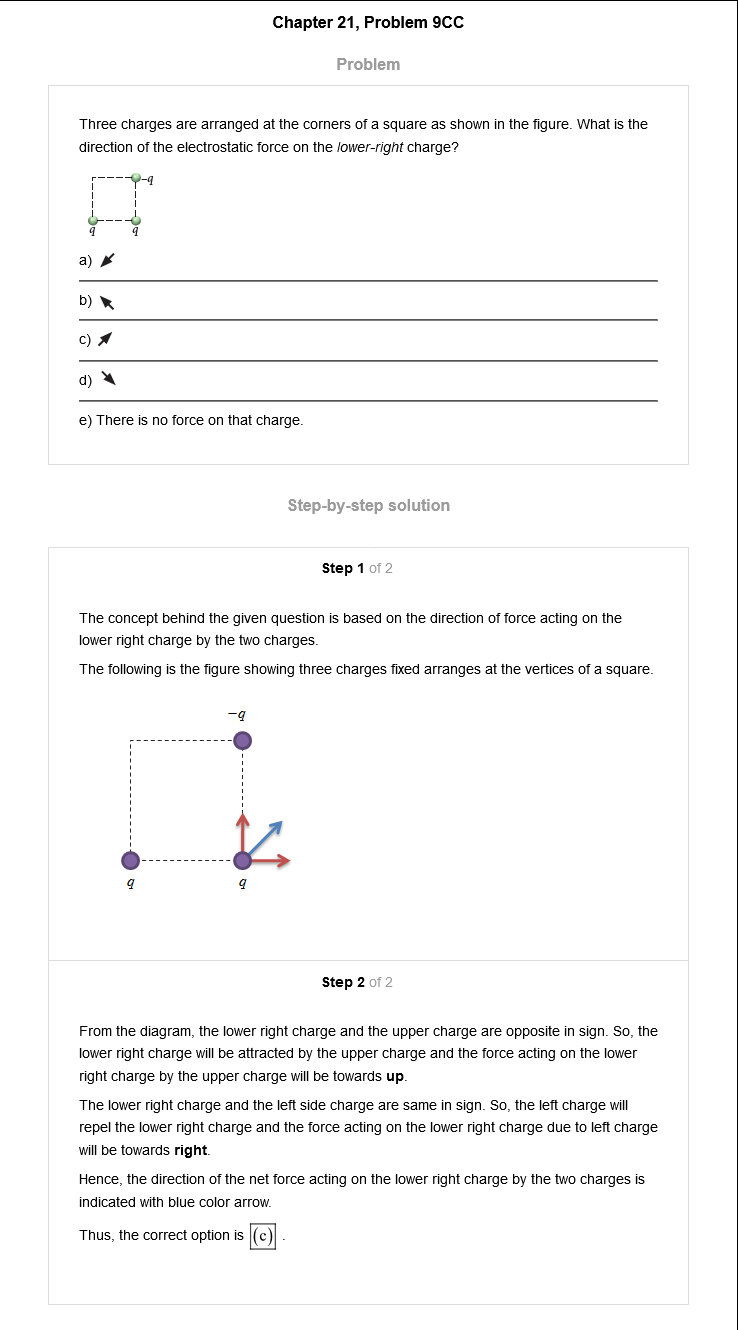 Chapter 21, Problem 9CC
Problem
Three charges are arranged at the corners of a square as shown in the figure. What is the
direction of the electrostatic force on the lower-right charge?
-q
q q
a)
b)
c)
d)
e) There is no force on that charge.
Step-by-step solution
Step 1 of 2
The concept behind the given question is based on the direction of force acting on the
lower right charge by the two charges.
The following is the figure showing three charges fixed arranges at the vertices of a square.
−q
q q
Step 2 of 2
From the diagram, the lower right charge and the upper charge are opposite in sign. So, the
lower right charge will be attracted by the upper charge and the force acting on the lower
right charge by the upper charge will be towards up.
The lower right charge and the left side charge are same in sign. So, the left charge will
repel the lower right charge and the force acting on the lower right charge due to left charge
will be towards right.
Hence, the direction of the net force acting on the lower right charge by the two charges is
indicated with blue color arrow.
Thus, the correct option is (c) .